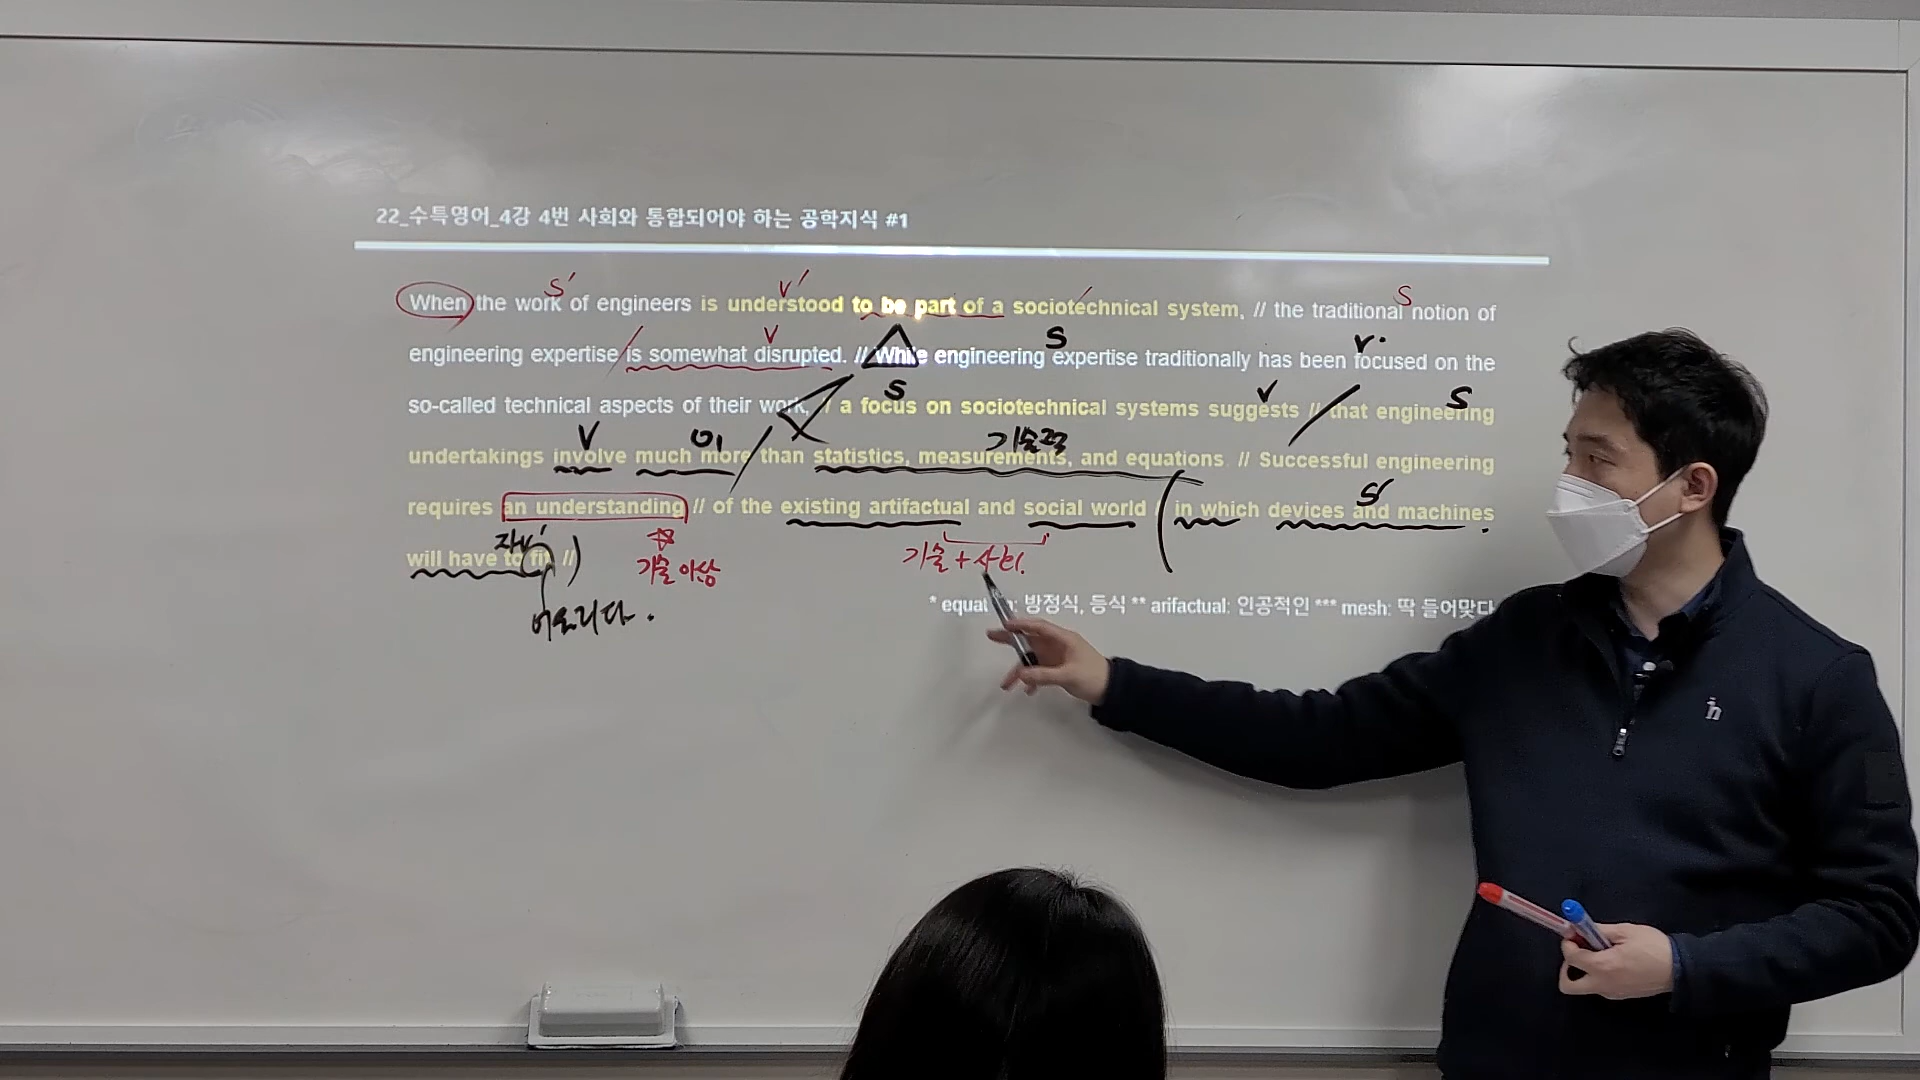 22_수특영어_4강 4번 사회와 통합되어야 하는 공학지식 #1
S' V' S
When the work of engineers is understood to be part of a sociotechnical system, // the traditional notion of
V S V
engineering expertise is somewhat disrupted. // While engineering expertise traditionally has been focused on the
S V S
so-called technical aspects of their work, // a focus on sociotechnical systems suggests // that engineering
V 기술적
undertakings involve much more than statistics, measurements, and equations. // Successful engineering
S'
requires an understanding // of the existing artifactual and social world / in which devices and machines
will have to fit //
기술 이상
기술 + 사회.
어울리다.
* equation: 방정식, 등식 ** arifactual: 인공적인 *** mesh: 딱 들어맞다
h